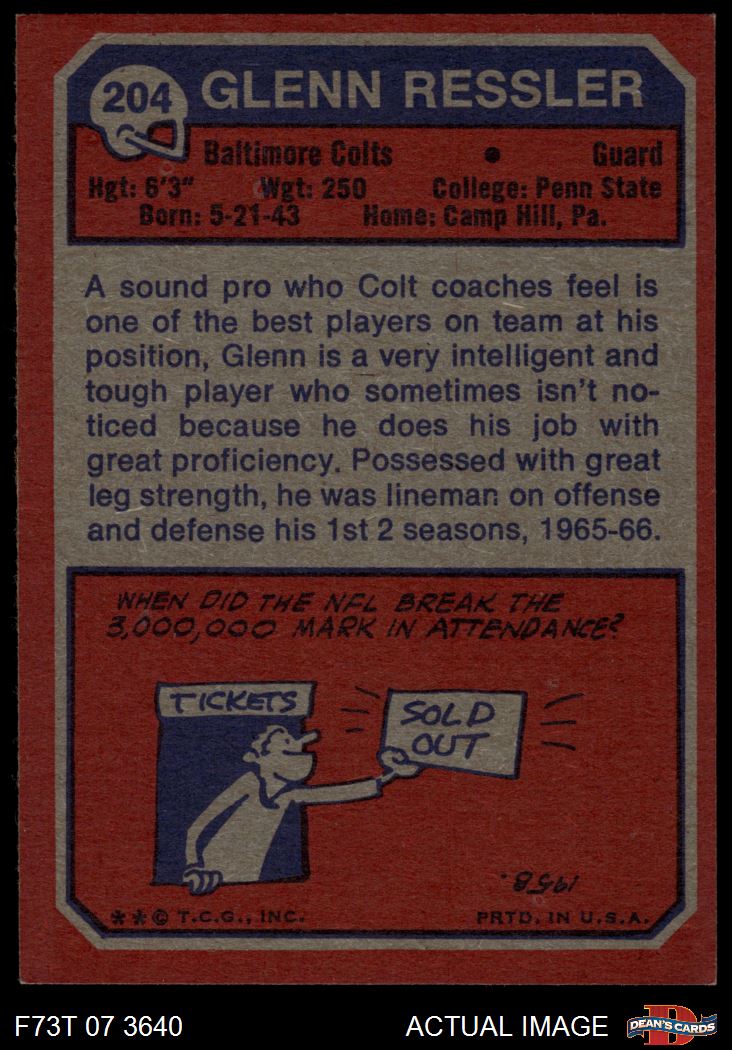 204 GLENN RESSLER
Baltimore Colts • Guard
Hgt: 6'3" Wgt: 250 College: Penn State
Born: 5-21-43 Home: Camp Hill, Pa.
A sound pro who Colt coaches feel is
one of the best players on team at his
position, Glenn is a very intelligent and
tough player who sometimes isn't no-
ticed because he does his job with
great proficiency. Possessed with great
leg strength, he was lineman on offense
and defense his 1st 2 seasons, 1965-66.
WHEN DID THE NFL BREAK THE
3,000,000 MARK IN ATTENDANCE?
TICKETS
SOLD
OUT
1958.
** © T.C.G., INC. PRTD. IN U.S.A.
F73T 07 3640 ACTUAL IMAGE
D
DEAN'S CARDS